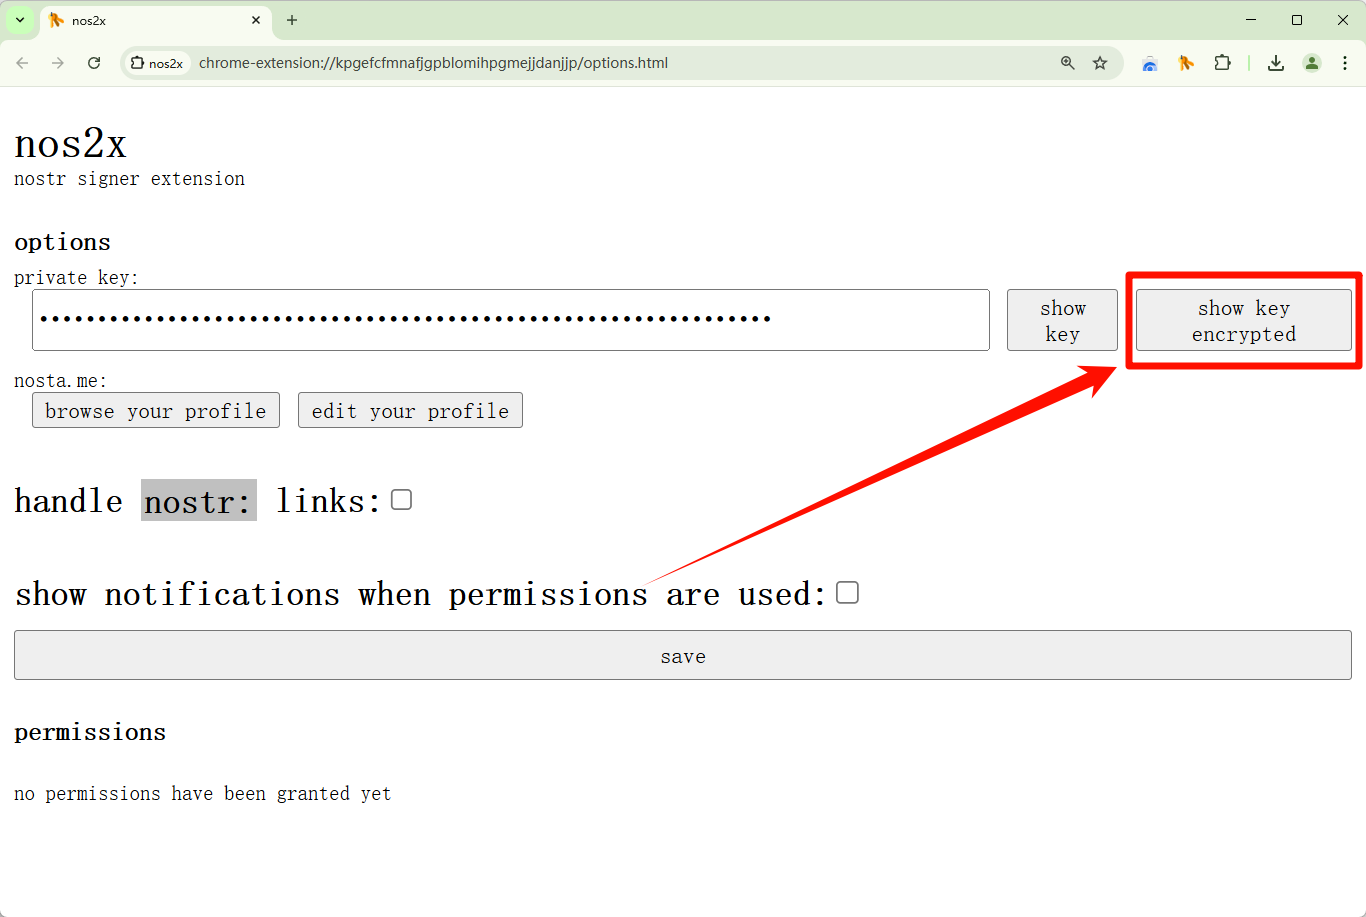 nos2x
nos2x
chrome-extension://kpgefcfmnafjgpblomihpgmejjdanjjp/options.html
nos2x
nostr signer extension
options
private key:
show
key
show key
encrypted
nosta.me:
browse your profile
edit your profile
handle nostr: links:
show notifications when permissions are used:
save
permissions
no permissions have been granted yet